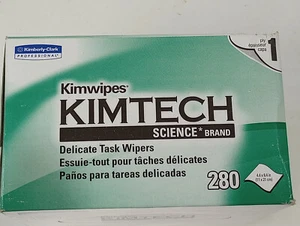 Kimberly-Clark
PROFESSIONAL*
1
ply
Kimwipes*
KIMTECH
SCIENCE* BRAND
Delicate Task Wipers
Essuie-tout pour tâches délicates
Paños para tareas delicadas
280